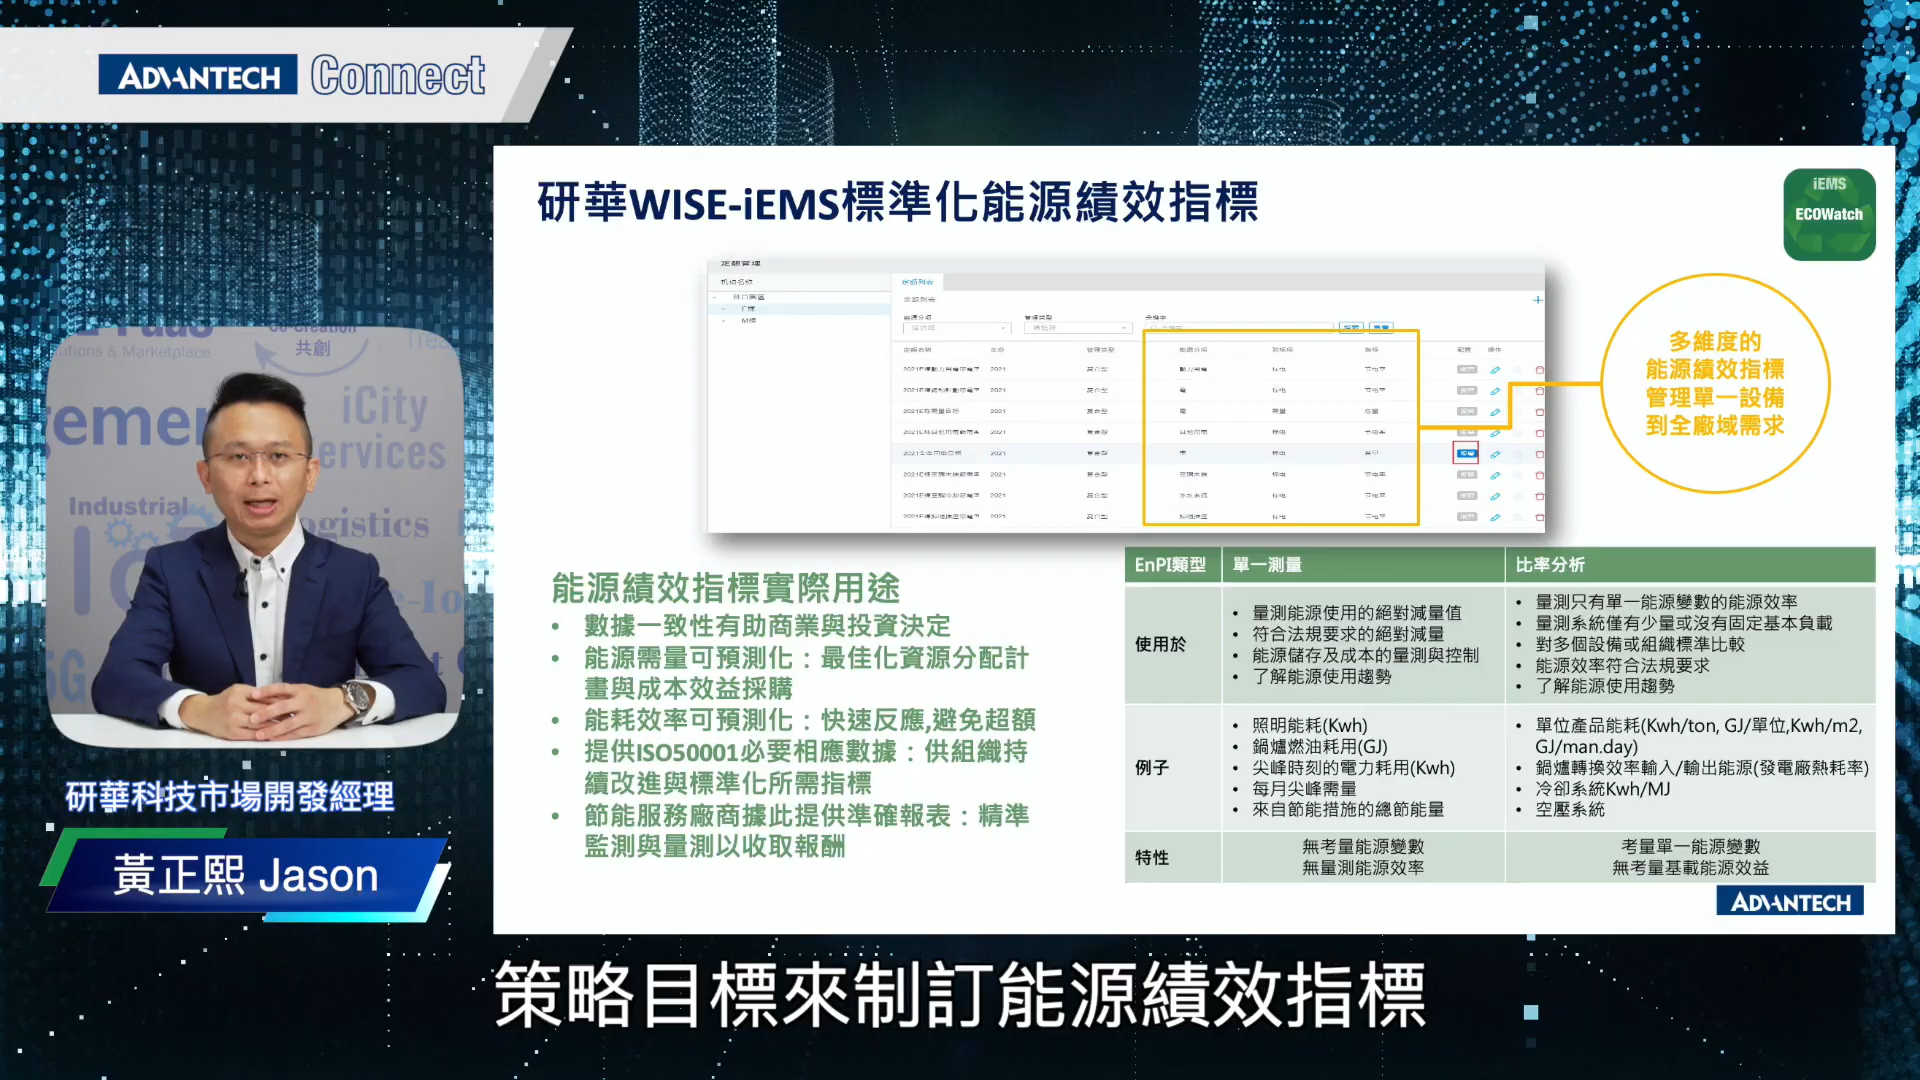 ADVANTECH Connect
研華WISE-iEMS標準化能源績效指標
iEMS
ECOWatch
多維度的
能源績效指標
管理單一設備
到全廠域需求
能源績效指標實際用途
• 數據一致性有助商業與投資決定
• 能源需量可預測化：最佳化資源分配計
畫與成本效益採購
• 能耗效率可預測化：快速反應,避免超額
• 提供ISO50001必要相應數據：供組織持
續改進與標準化所需指標
• 節能服務廠商據此提供準確報表：精準
監測與量測以收取報酬
EnPI類型 單一測量 比率分析
使用於
• 量測能源使用的絕對減量值
• 符合法規要求的絕對減量
• 能源儲存及成本的量測與控制
• 了解能源使用趨勢
• 量測只有單一能源變數的能源效率
• 量測系統僅有少量或沒有固定基本負載
• 對多個設備或組織標準比較
• 能源效率符合法規要求
• 了解能源使用趨勢
例子
• 照明能耗(Kwh)
• 鍋爐燃油耗用(GJ)
• 尖峰時刻的電力耗用(Kwh)
• 每月尖峰需量
• 來自節能措施的總節能量
• 單位產品能耗(Kwh/ton, GJ/單位,Kwh/m2,
GJ/man.day)
• 鍋爐轉換效率輸入/輸出能源(發電廠熱耗率)
• 冷卻系統Kwh/MJ
• 空壓系統
特性
無考量能源變數
無量測能源效率
考量單一能源變數
無考量基載能源效益
ADVANTECH
Co-Creation
共創
utions & Marketplace
iCity
ervices
Industrial
ogistics
研華科技市場開發經理
黃正熙 Jason
策略目標來制訂能源績效指標